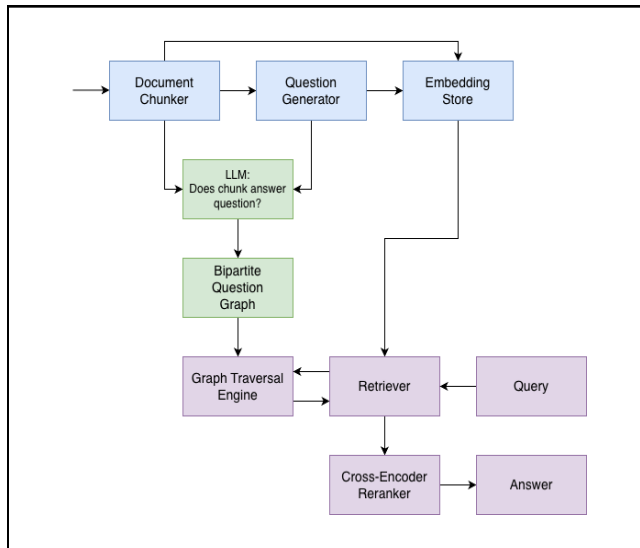 Document
Chunker
Question
Generator
Embedding
Store
LLM:
Does chunk answer
question?
Bipartite
Question
Graph
Graph Traversal
Engine
Retriever
Query
Cross-Encoder
Reranker
Answer